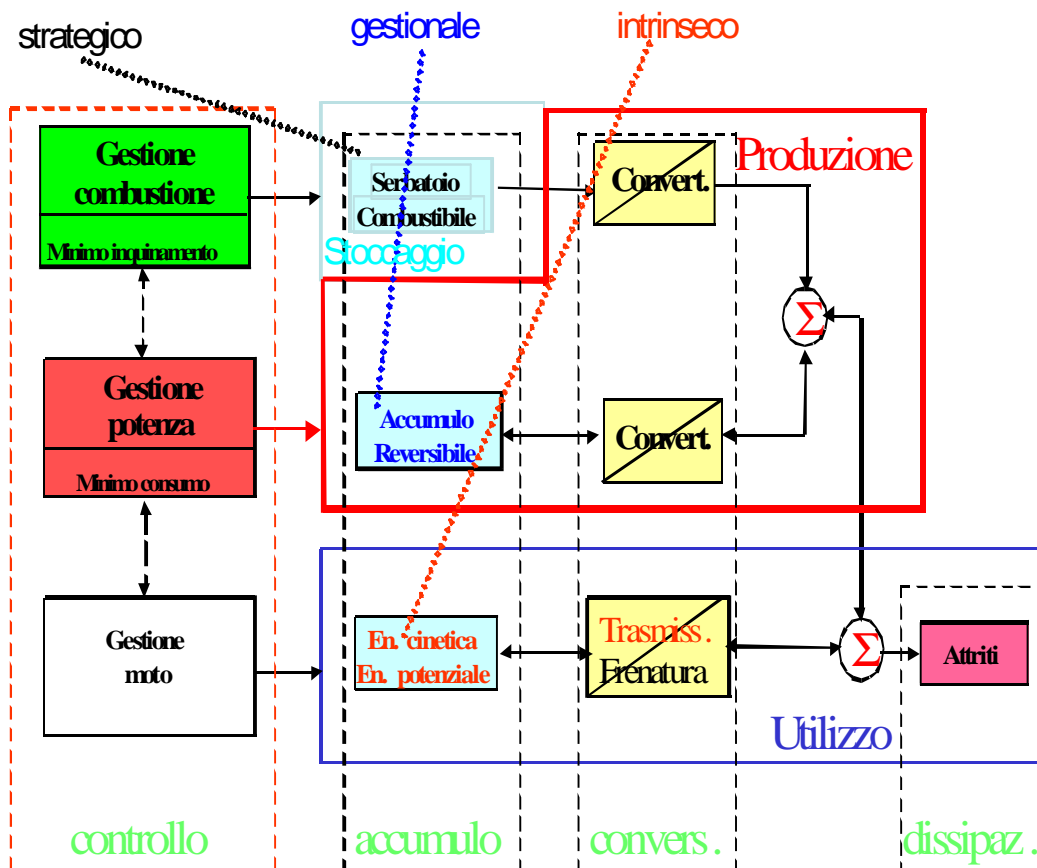 strategico
gestionale
intrinseco
Gestione
combustione
Minimo inquinamento
Serbatoio
Combustibile
Stoccaggio
Convert.
Produzione
Σ
Gestione
potenza
Minimo consumo
Accumulo
Reversibile
Convert.
Gestione
moto
En. cinetica
En. potenziale
Trasmiss.
Frenatura
Σ
Attriti
Utilizzo
controllo
accumulo
convers.
dissipaz.